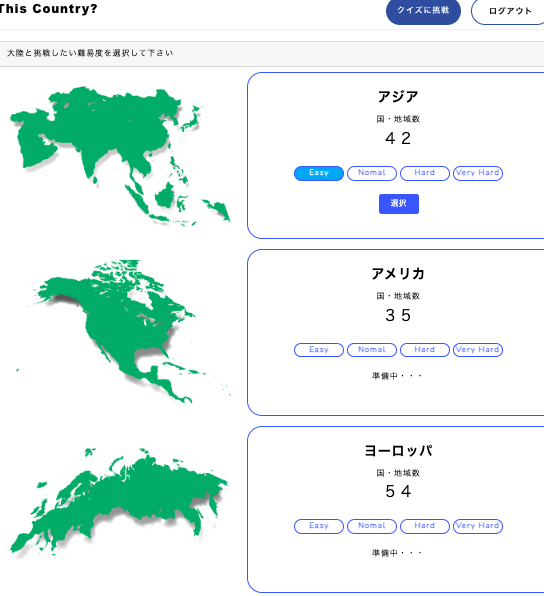 This Country?
クイズに挑戦
ログアウト
大陸と挑戦したい難易度を選択して下さい
アジア
国・地域数
42
Easy Nomal Hard Very Hard
選択
アメリカ
国・地域数
35
Easy Nomal Hard Very Hard
準備中・・・
ヨーロッパ
国・地域数
54
Easy Nomal Hard Very Hard
準備中・・・